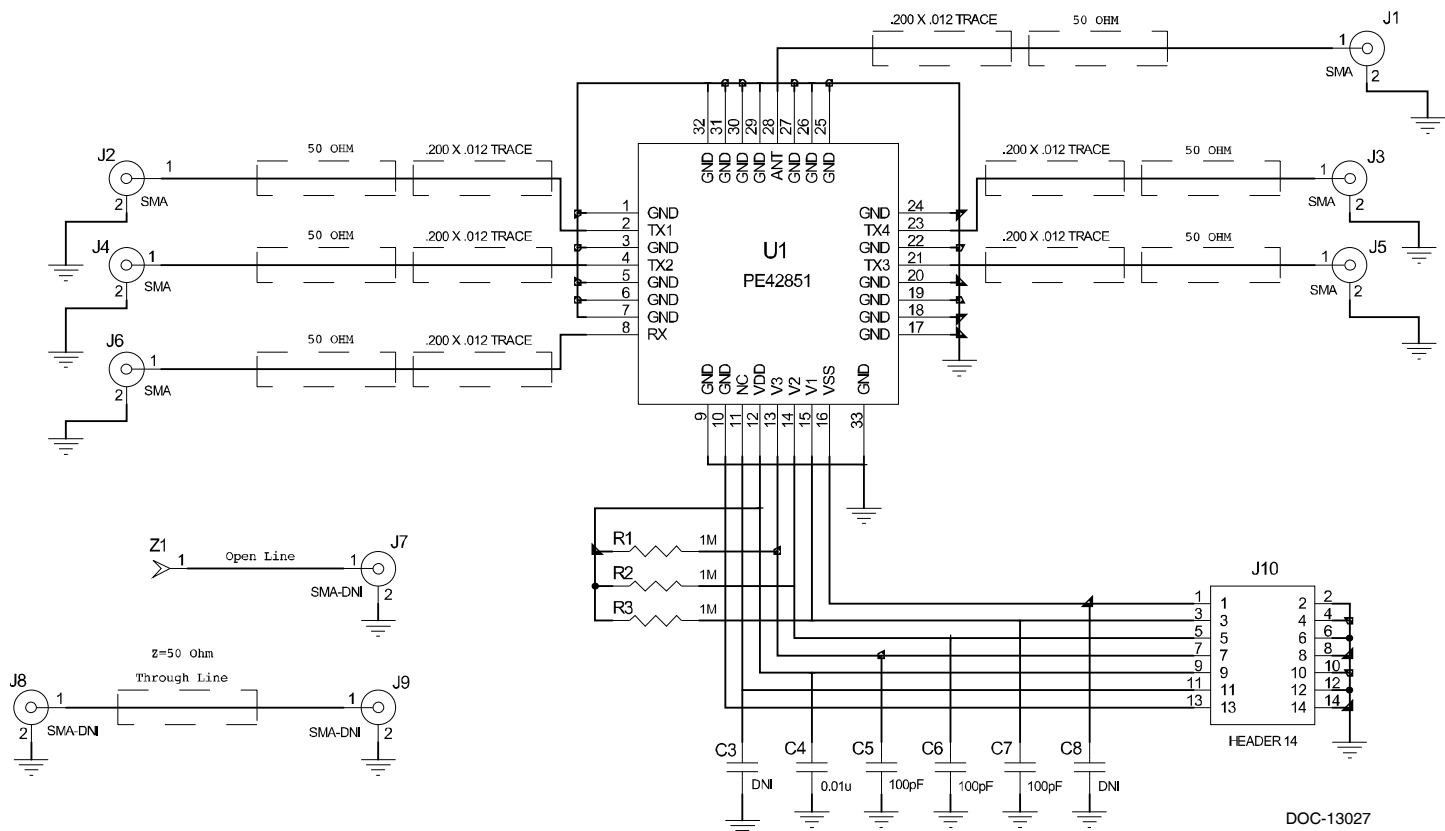 .200 X .012 TRACE
50 OHM
J1
1
SMA
2
32
31
30
29
28
27
26
25
GND
GND
GND
GND
ANT
GND
GND
GND
J2
1
2
SMA
50 OHM
.200 X .012 TRACE
.200 X .012 TRACE
50 OHM
J3
1
2
SMA
J4
1
2
SMA
50 OHM
.200 X .012 TRACE
.200 X .012 TRACE
50 OHM
J5
1
2
SMA
J6
1
2
SMA
50 OHM
.200 X .012 TRACE
1 GND
2 TX1
3 GND
4 TX2
5 GND
6 GND
7 GND
8 RX
U1
PE42851
GND 24
TX4 23
GND 22
TX3 21
GND 20
GND 19
GND 18
GND 17
GND
GND
NC
VDD
V3
V2
V1
VSS
GND
9
10
11
12
13
14
15
16
33
R1 1M
R2 1M
R3 1M
Z1
1
Open Line
1
J7
SMA-DNI
2
Z=50 Ohm
Through Line
J8
1
2
SMA-DNI
J9
1
SMA-DNI
2
J10
1 1 2 2
3 3 4 4
5 5 6 6
7 7 8 8
9 9 10 10
11 11 12 12
13 13 14 14
HEADER 14
C3
DNI
C4
0.01u
C5
100pF
C6
100pF
C7
100pF
C8
DNI
DOC-13027